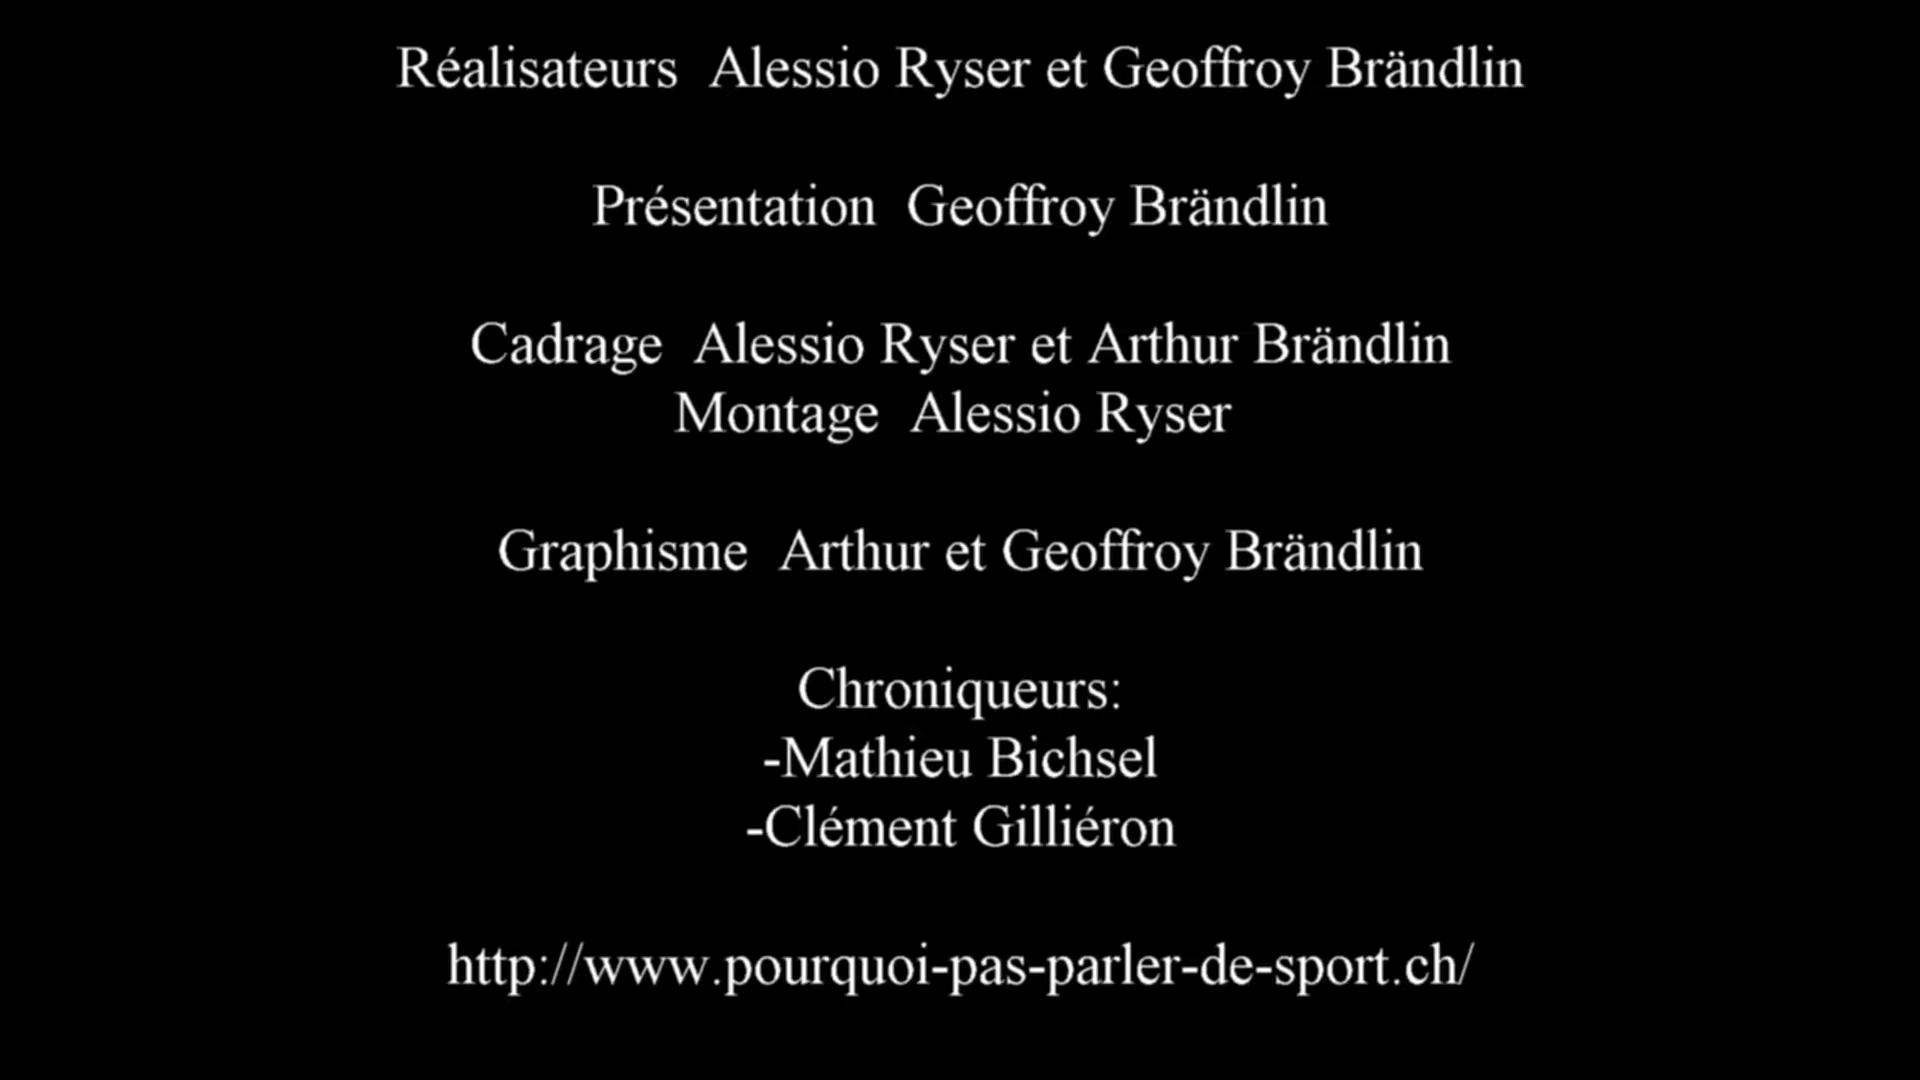 Réalisateurs  Alessio Ryser et Geoffroy Brändlin
Présentation  Geoffroy Brändlin
Cadrage  Alessio Ryser et Arthur Brändlin
Montage  Alessio Ryser
Graphisme  Arthur et Geoffroy Brändlin
Chroniqueurs:
-Mathieu Bichsel
-Clément Gilliéron
http://www.pourquoi-pas-parler-de-sport.ch/